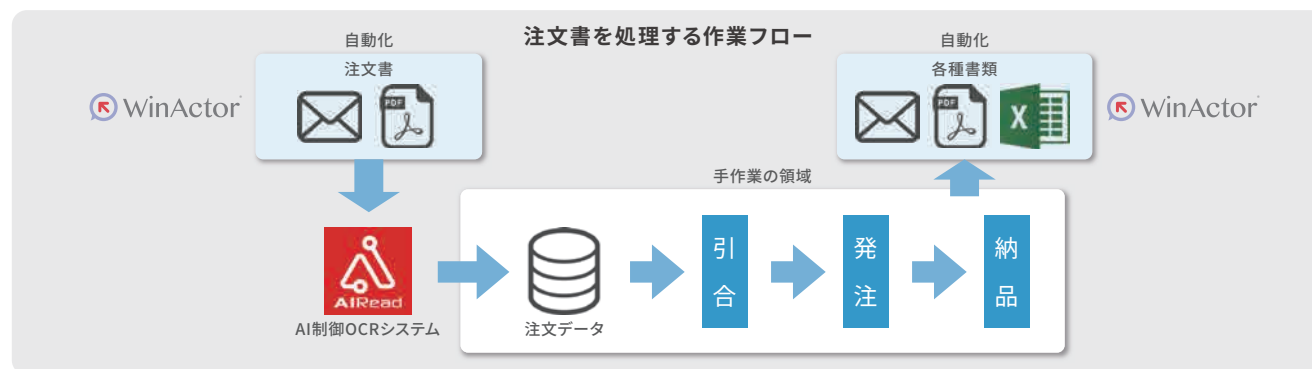 注文書を処理する作業フロー
自動化
注文書
WinActor
PDF
自動化
各種書類
PDF
X
WinActor
手作業の領域
AIRead
AI制御OCRシステム
注文データ
引合
発注
納品